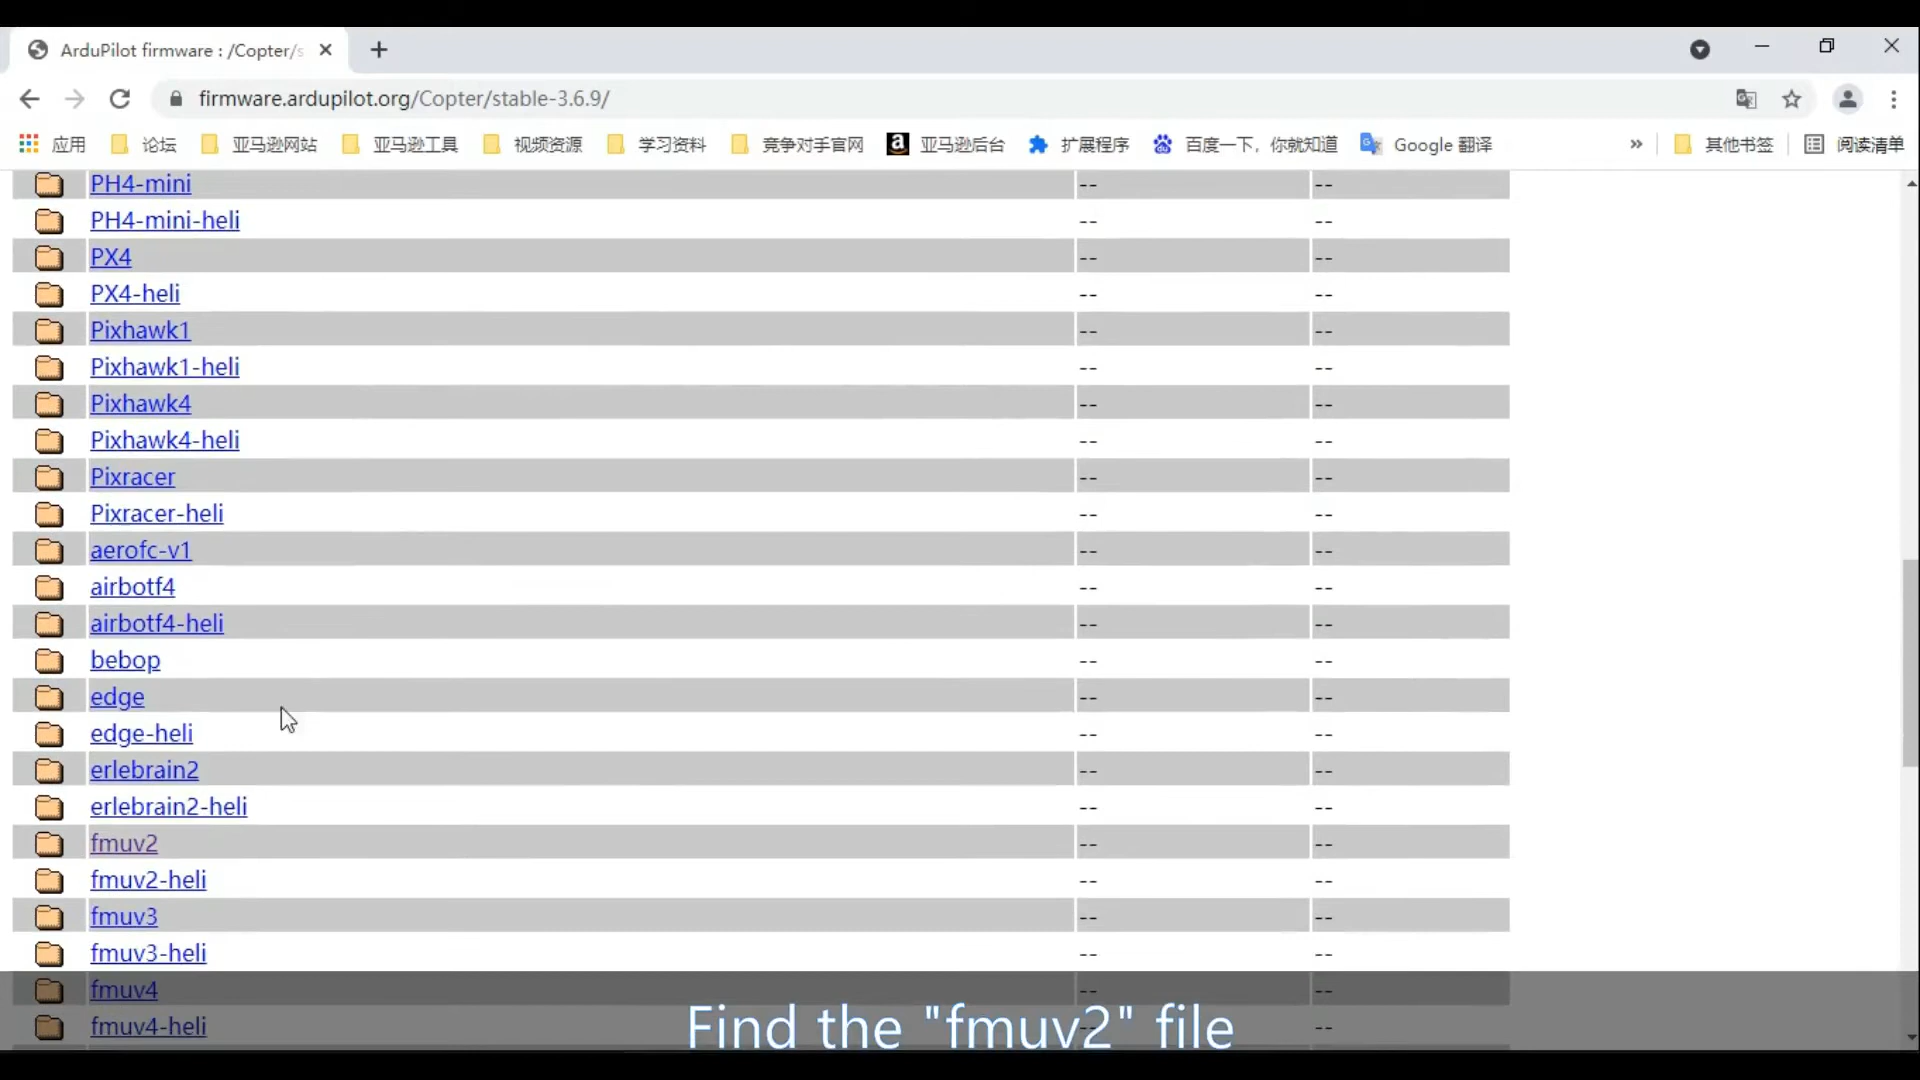 ArduPilot firmware : /Copter/s
firmware.ardupilot.org/Copter/stable-3.6.9/
应用 论坛 亚马逊网站 亚马逊工具 视频资源 学习资料 竞争对手官网 亚马逊后台 扩展程序 百度一下，你就知道 Google 翻译 » 其他书签 阅读清单
PH4-mini -- --
PH4-mini-heli -- --
PX4 -- --
PX4-heli -- --
Pixhawk1 -- --
Pixhawk1-heli -- --
Pixhawk4 -- --
Pixhawk4-heli -- --
Pixracer -- --
Pixracer-heli -- --
aerofc-v1 -- --
airbotf4 -- --
airbotf4-heli -- --
bebop -- --
edge -- --
edge-heli -- --
erlebrain2 -- --
erlebrain2-heli -- --
fmuv2 -- --
fmuv2-heli -- --
fmuv3 -- --
fmuv3-heli -- --
fmuv4 -- --
fmuv4-heli -- --
Find the "fmuv2" file